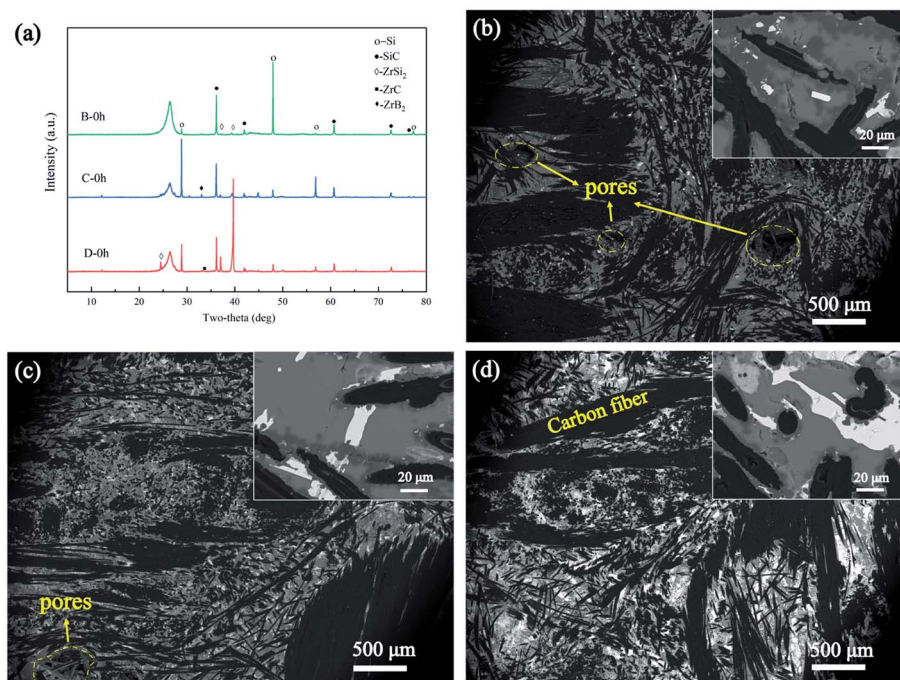 (a)
o–Si
●-SiC
◊-ZrSi₂
■-ZrC
♦-ZrB₂
B-0h
C-0h
D-0h
Intensity (a.u.)
10 20 30 40 50 60 70 80
Two-theta (deg)
(b)
20 μm
pores
500 μm
(c)
20 μm
pores
500 μm
(d)
Carbon fiber
20 μm
500 μm